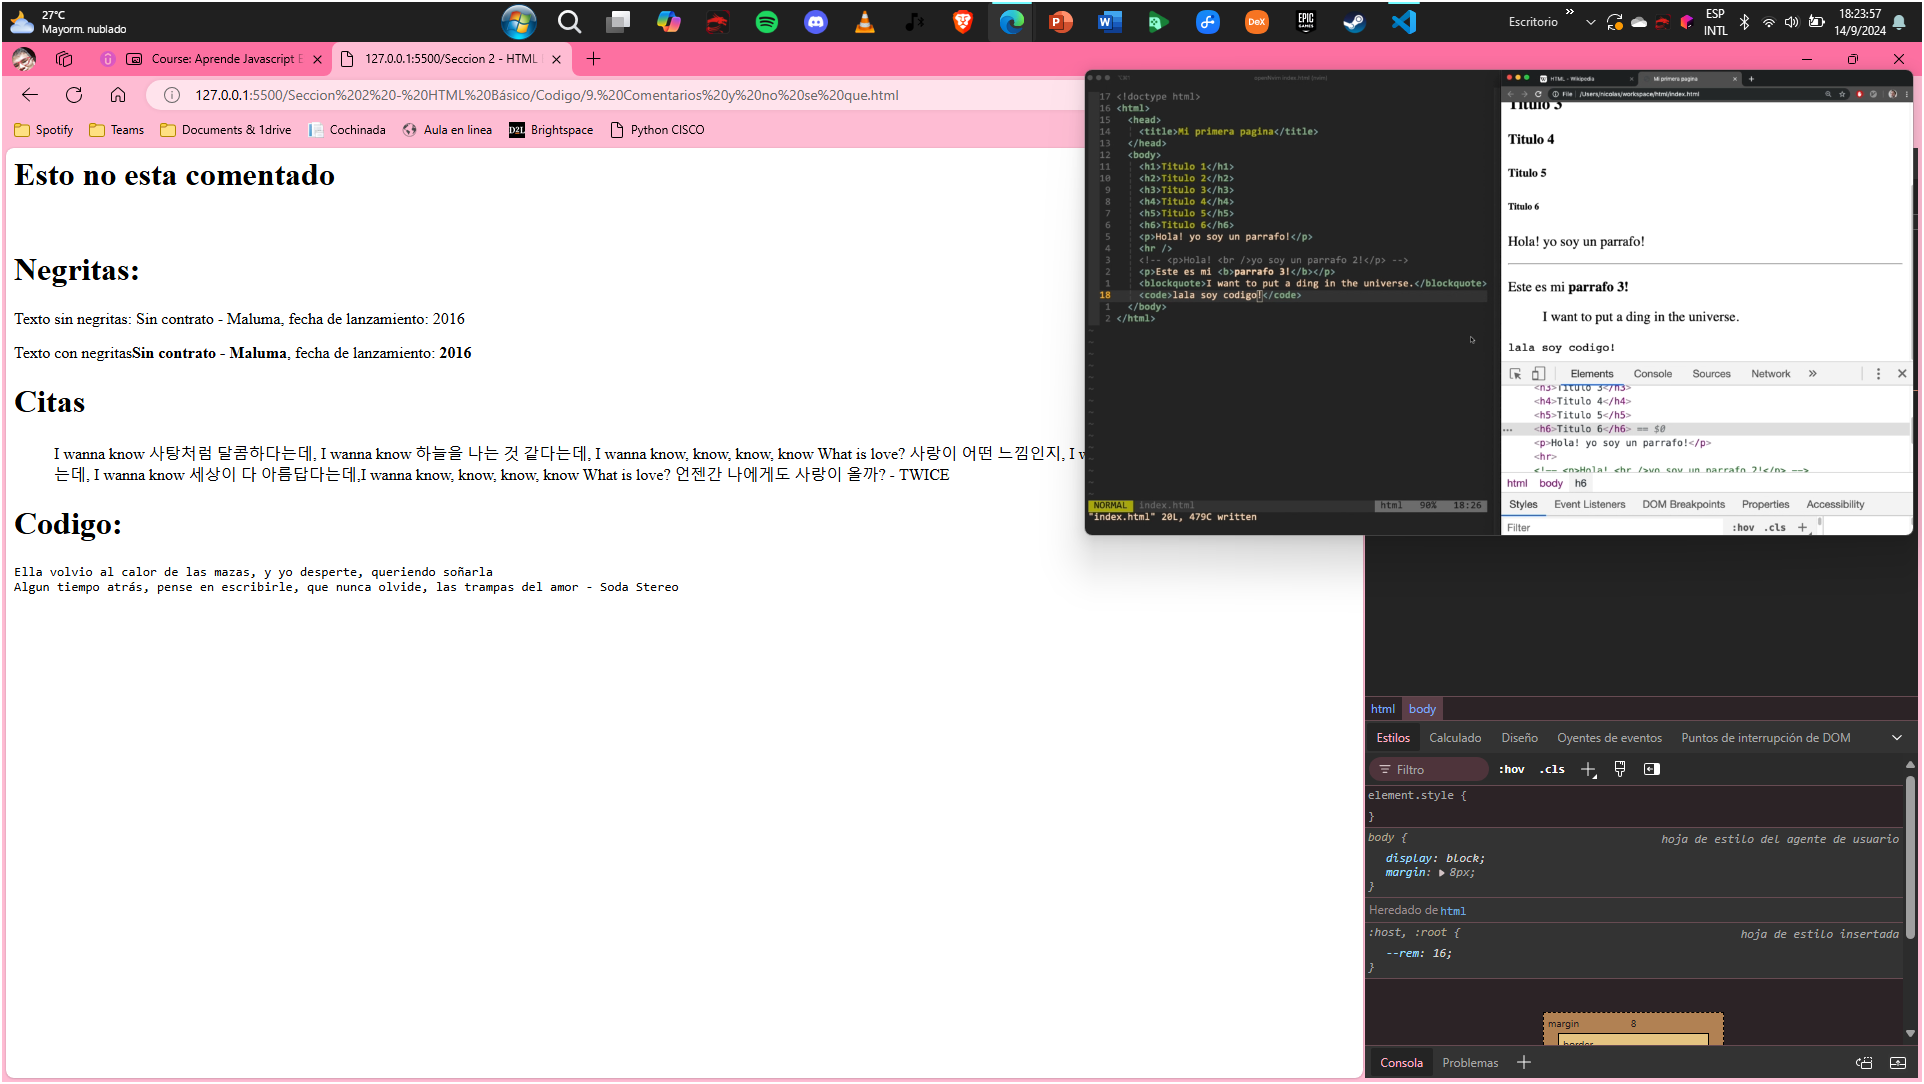 27°C
Mayorm. nublado
Escritorio
ESP
INTL
18:23:57
14/9/2024
Course: Aprende Javascript E
127.0.0.1:5500/Seccion 2 - HTML
127.0.0.1:5500/Seccion%202%20-%20HTML%20Básico/Codigo/9.%20Comentarios%20y%20no%20se%20que.html
Spotify
Teams
Documents & 1drive
Cochinada
Aula en linea
D2L
Brightspace
Python CISCO
Esto no esta comentado
Negritas:
Texto sin negritas: Sin contrato - Maluma, fecha de lanzamiento: 2016
Texto con negritasSin contrato - Maluma, fecha de lanzamiento: 2016
Citas
I wanna know 사탕처럼 달콤하다는데, I wanna know 하늘을 나는 것 같다는데, I wanna know, know, know, know What is love? 사랑이 어떤 느낌인지, I w
는데, I wanna know 세상이 다 아름답다는데,I wanna know, know, know, know What is love? 언젠간 나에게도 사랑이 올까? - TWICE
Codigo:
Ella volvio al calor de las mazas, y yo desperte, queriendo soñarla
Algun tiempo atrás, pense en escribirle, que nunca olvide, las trampas del amor - Soda Stereo
17 <!doctype html>
16 <html>
15 <head>
14 <title>Mi primera pagina</title>
13 </head>
12 <body>
11 <h1>Titulo 1</h1>
10 <h2>Titulo 2</h2>
9 <h3>Titulo 3</h3>
8 <h4>Titulo 4</h4>
7 <h5>Titulo 5</h5>
6 <h6>Titulo 6</h6>
5 <p>Hola! yo soy un parrafo!</p>
4 <hr />
3 <!-- <p>Hola! <br />yo soy un parrafo 2!</p> -->
2 <p>Este es mi <b>parrafo 3!</b></p>
1 <blockquote>I want to put a ding in the universe.</blockquote>
18 <code>lala soy codigo!</code>
1 </body>
2 </html>
NORMAL index.html html 90% 18:26
"index.html" 20L, 479C written
HTML - Wikipedia
Mi primera pagina
File /Users/nicolas/workspace/html/index.html
Titulo 3
Titulo 4
Titulo 5
Titulo 6
Hola! yo soy un parrafo!
Este es mi parrafo 3!
I want to put a ding in the universe.
lala soy codigo!
Elements Console Sources Network
<h3>Titulo 3</h3>
<h4>Titulo 4</h4>
<h5>Titulo 5</h5>
<h6>Titulo 6</h6> == $0
<p>Hola! yo soy un parrafo!</p>
<hr>
<!-- <p>Hola! <br />yo soy un parrafo 2!</p> -->
html body h6
Styles Event Listeners DOM Breakpoints Properties Accessibility
Filter :hov .cls +
html body
Estilos Calculado Diseño Oyentes de eventos Puntos de interrupción de DOM
Filtro :hov .cls
element.style {
}
body { hoja de estilo del agente de usuario
display: block;
margin: 8px;
}
Heredado de html
:host, :root { hoja de estilo insertada
--rem: 16;
}
margin 8
border
Consola Problemas